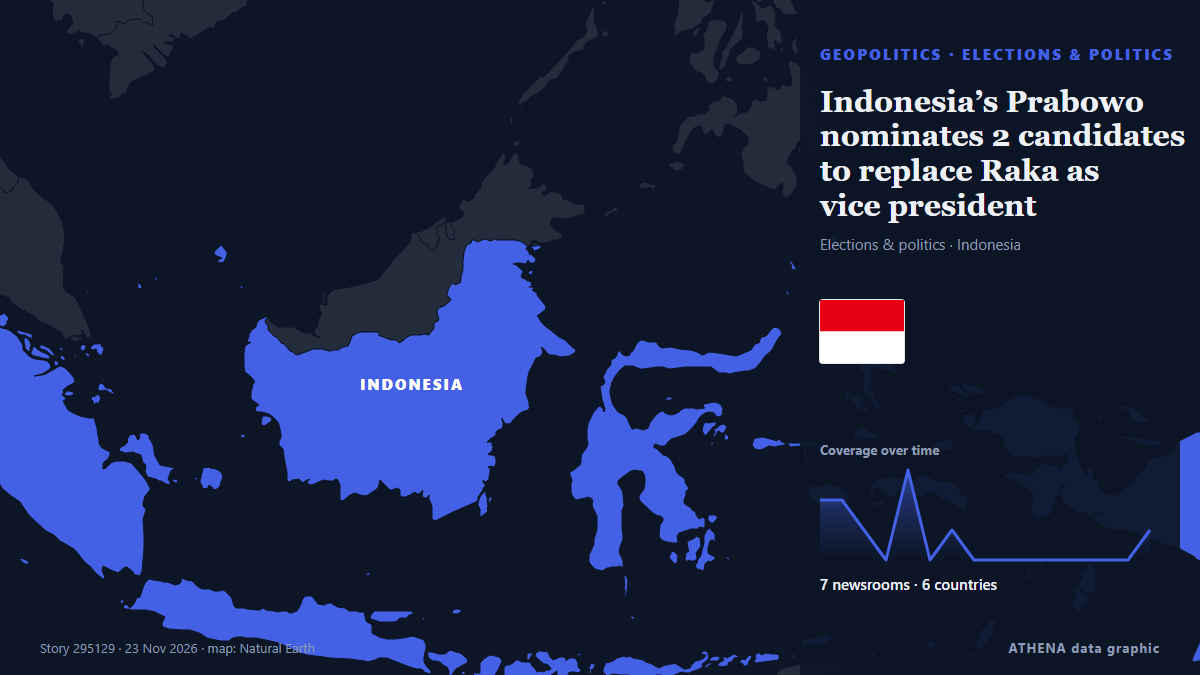 GEOPOLITICS · ELECTIONS & POLITICS
Indonesia’s Prabowo
nominates 2 candidates
to replace Raka as
vice president
Elections & politics · Indonesia
INDONESIA
Coverage over time
7 newsrooms · 6 countries
Story 295129 · 23 Nov 2026 · map: Natural Earth
ATHENA data graphic